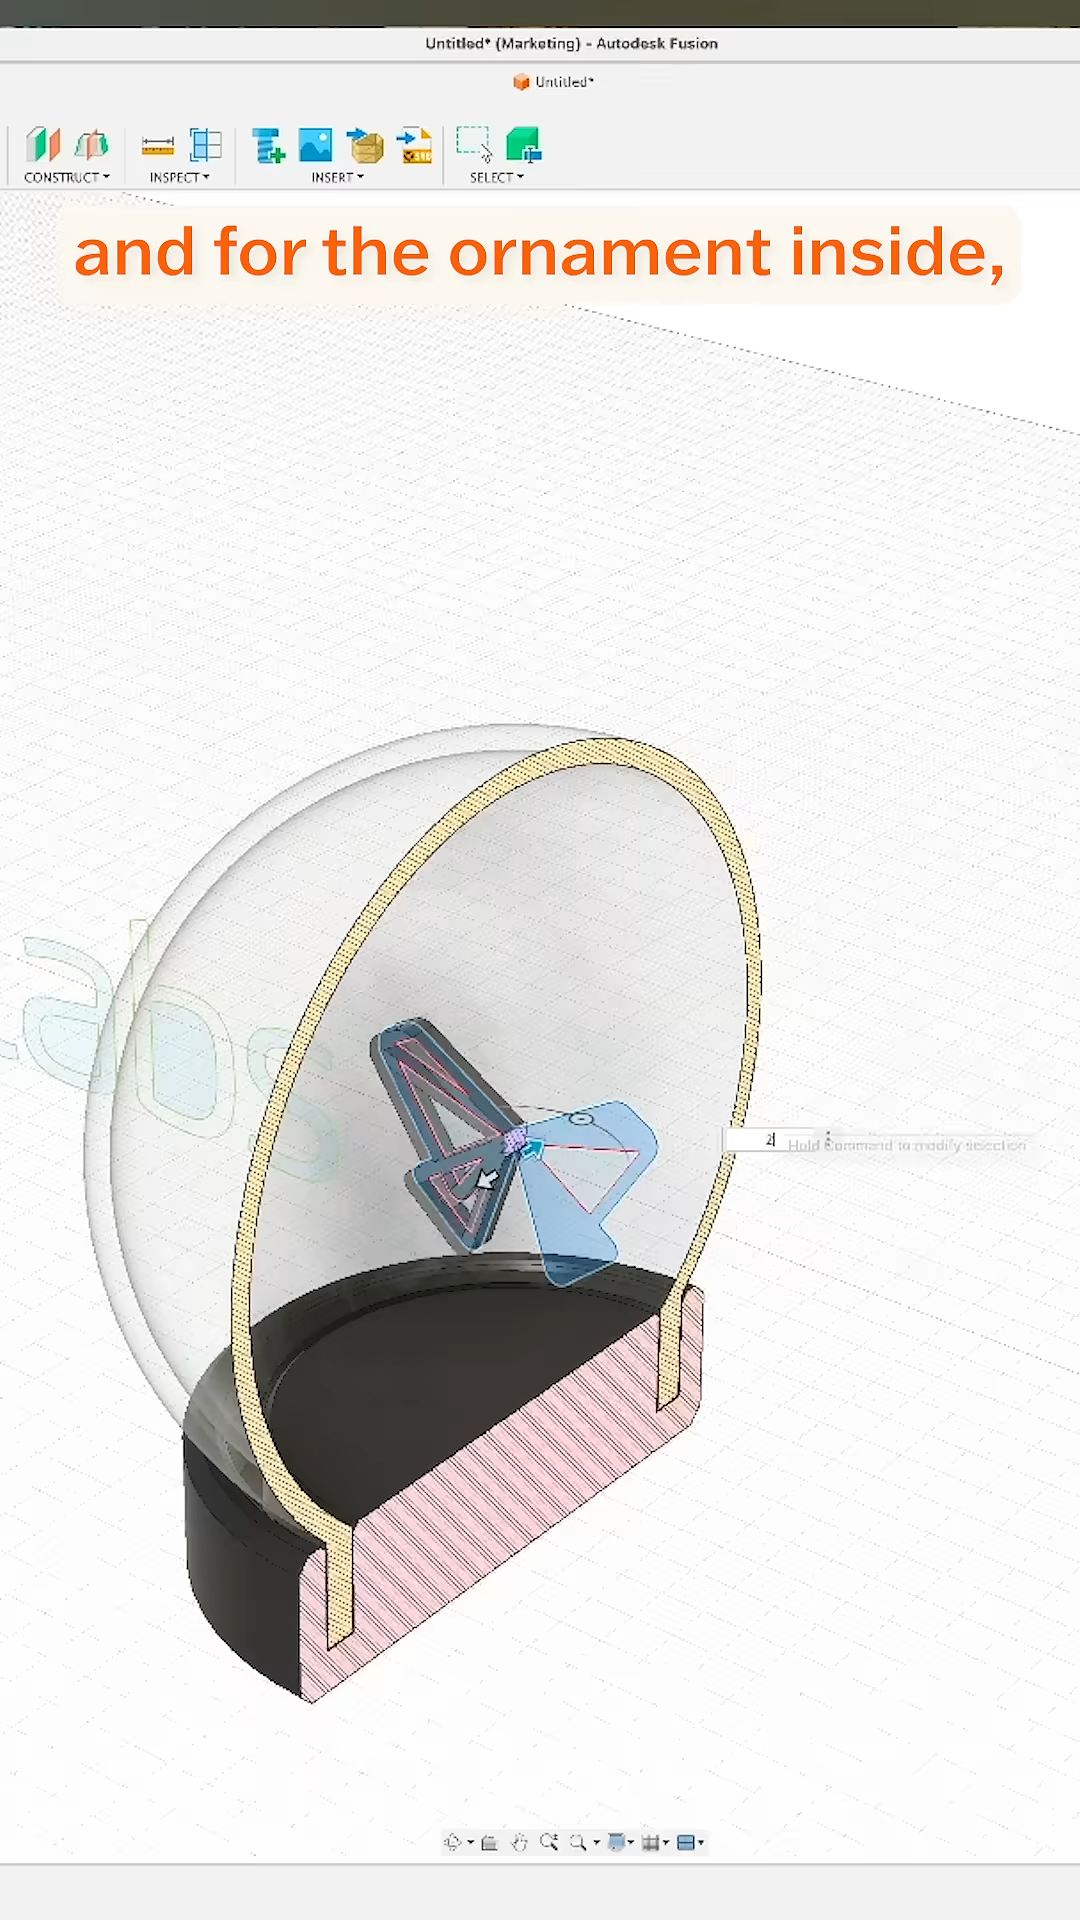 Untitled* (Marketing) - Autodesk Fusion
Untitled*
CONSTRUCT INSPECT INSERT SELECT
and for the ornament inside,
Labs
2 Hold Command to modify selection